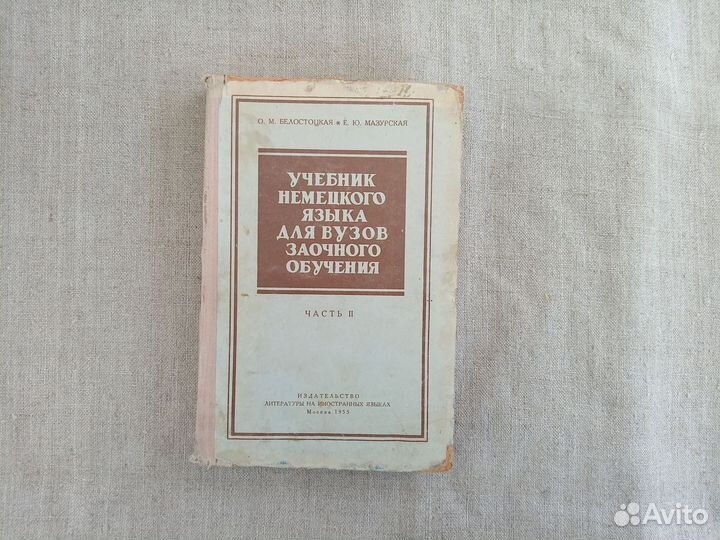 О. М. БЕЛОСТОЦКАЯ и Е. Ю. МАЗУРСКАЯ
УЧЕБНИК
НЕМЕЦКОГО
ЯЗЫКА
ДЛЯ ВУЗОВ
ЗАОЧНОГО
ОБУЧЕНИЯ
ЧАСТЬ II
ИЗДАТЕЛЬСТВО
ЛИТЕРАТУРЫ НА ИНОСТРАННЫХ ЯЗЫКАХ
Москва 1955
Avito